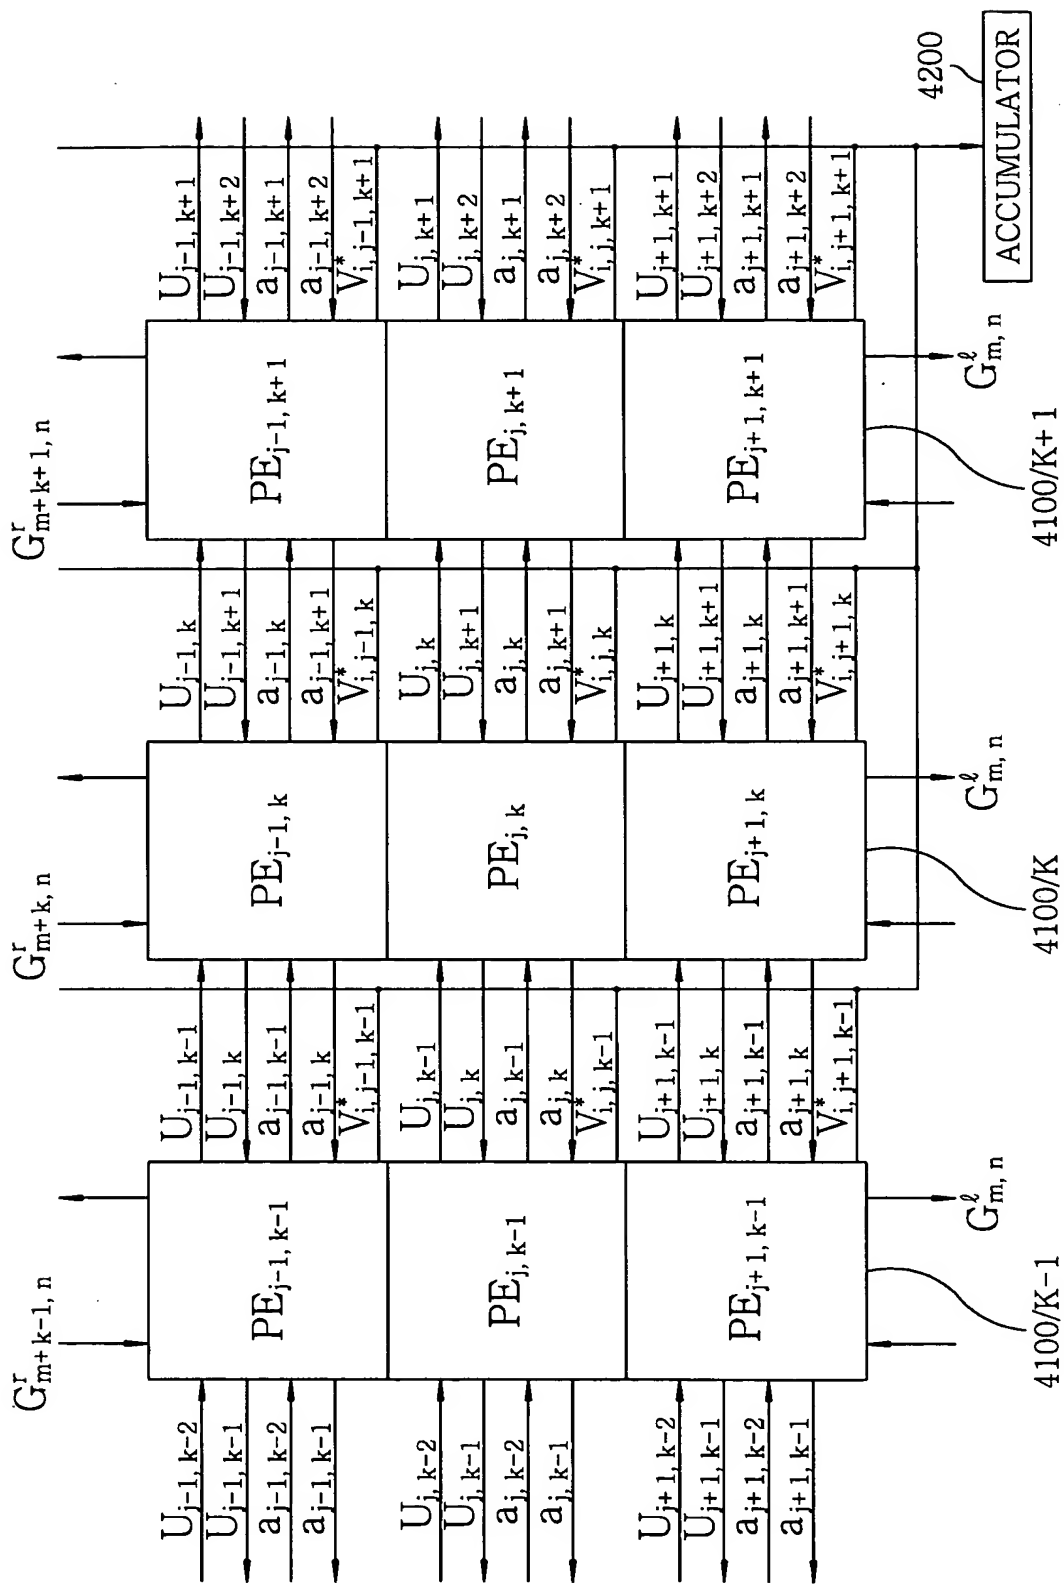 G^r_{m+k-1, n} G^r_{m+k, n} G^r_{m+k+1, n}
U_{j-1, k-2} U_{j-1, k-1} U_{j-1, k} U_{j-1, k+1}
U_{j-1, k-1} U_{j-1, k} U_{j-1, k+1} U_{j-1, k+2}
PE_{j-1, k-1} PE_{j-1, k} PE_{j-1, k+1}
a_{j-1, k-2} a_{j-1, k-1} a_{j-1, k} a_{j-1, k+1}
a_{j-1, k-1} a_{j-1, k} a_{j-1, k+1} a_{j-1, k+2}
V^*_{i, j-1, k-1} V^*_{i, j-1, k} V^*_{i, j-1, k+1}
U_{j, k-2} U_{j, k-1} U_{j, k} U_{j, k+1}
U_{j, k-1} U_{j, k} U_{j, k+1} U_{j, k+2}
PE_{j, k-1} PE_{j, k} PE_{j, k+1}
a_{j, k-2} a_{j, k-1} a_{j, k} a_{j, k+1}
a_{j, k-1} a_{j, k} a_{j, k+1} a_{j, k+2}
V^*_{i, j, k-1} V^*_{i, j, k} V^*_{i, j, k+1}
U_{j+1, k-2} U_{j+1, k-1} U_{j+1, k} U_{j+1, k+1}
U_{j+1, k-1} U_{j+1, k} U_{j+1, k+1} U_{j+1, k+2}
PE_{j+1, k-1} PE_{j+1, k} PE_{j+1, k+1}
a_{j+1, k-2} a_{j+1, k-1} a_{j+1, k} a_{j+1, k+1}
a_{j+1, k-1} a_{j+1, k} a_{j+1, k+1} a_{j+1, k+2}
V^*_{i, j+1, k-1} V^*_{i, j+1, k} V^*_{i, j+1, k+1}
G^ℓ_{m, n} G^ℓ_{m, n} G^ℓ_{m, n}
4200
ACCUMULATOR
4100/K-1 4100/K 4100/K+1